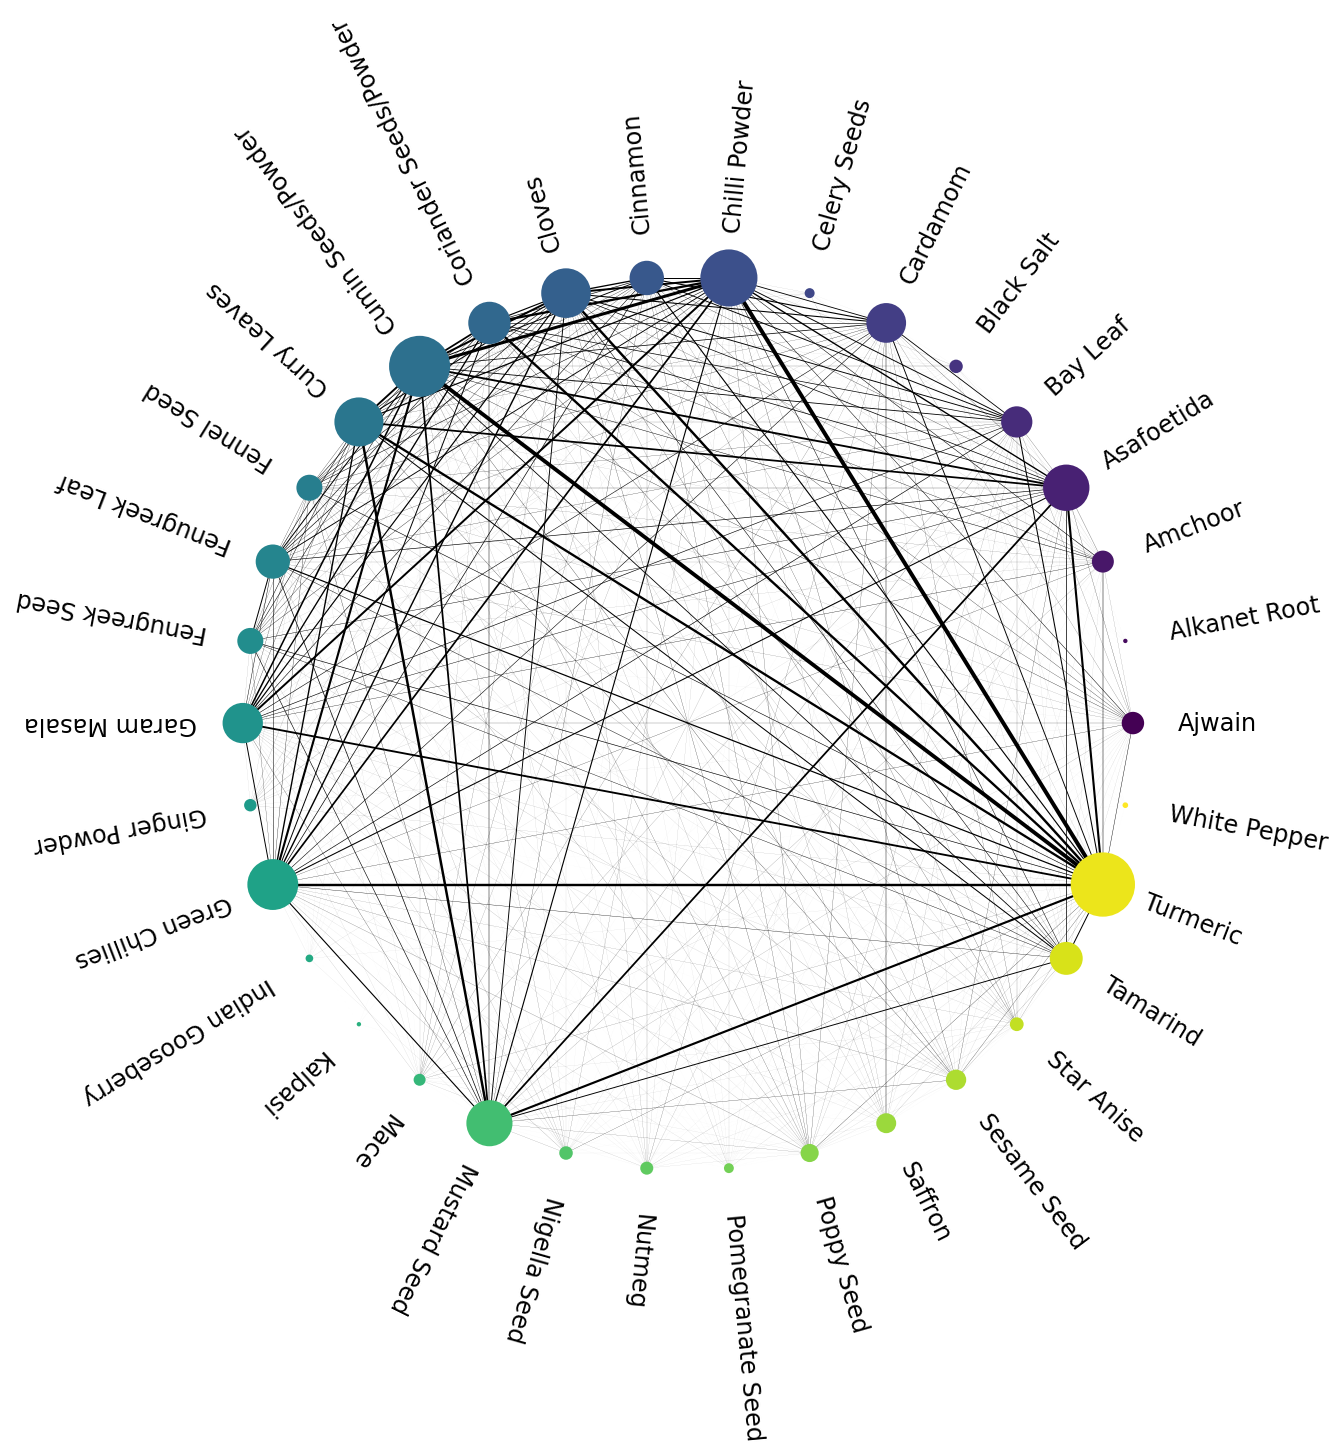 Ajwain
Alkanet Root
Amchoor
Asafoetida
Bay Leaf
Black Salt
Cardamom
Celery Seeds
Chilli Powder
Cinnamon
Cloves
Coriander Seeds/Powder
Cumin Seeds/Powder
Curry Leaves
Fennel Seed
Fenugreek Leaf
Fenugreek Seed
Garam Masala
Ginger Powder
Green Chillies
Indian Gooseberry
Kalpasi
Mace
Mustard Seed
Nigella Seed
Nutmeg
Pomegranate Seed
Poppy Seed
Saffron
Sesame Seed
Star Anise
Tamarind
Turmeric
White Pepper